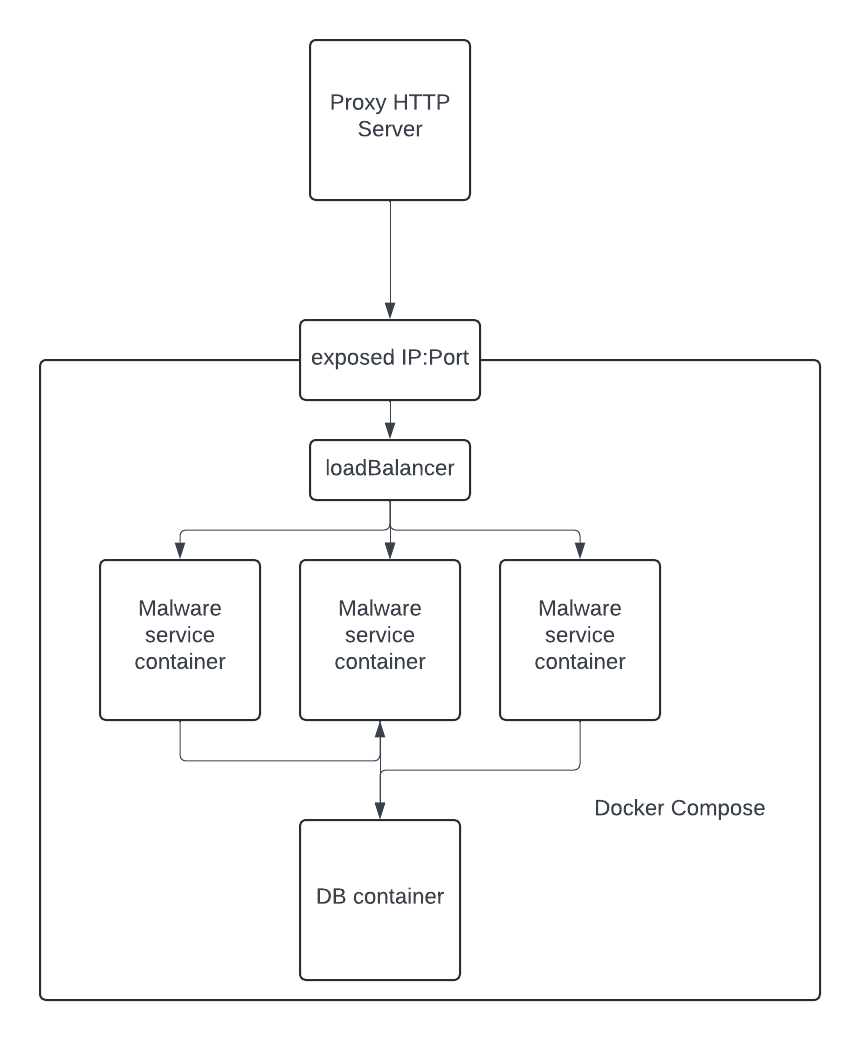 Proxy HTTP
Server
exposed IP:Port
loadBalancer
Malware
service
container
Malware
service
container
Malware
service
container
Docker Compose
DB container